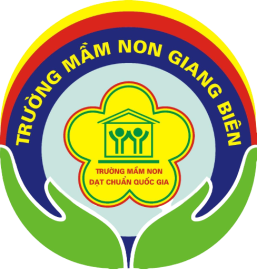 TRƯỜNG MẦM NON GIANG BIÊN
TRƯỜNG MẦM NON
ĐẠT CHUẨN QUỐC GIA